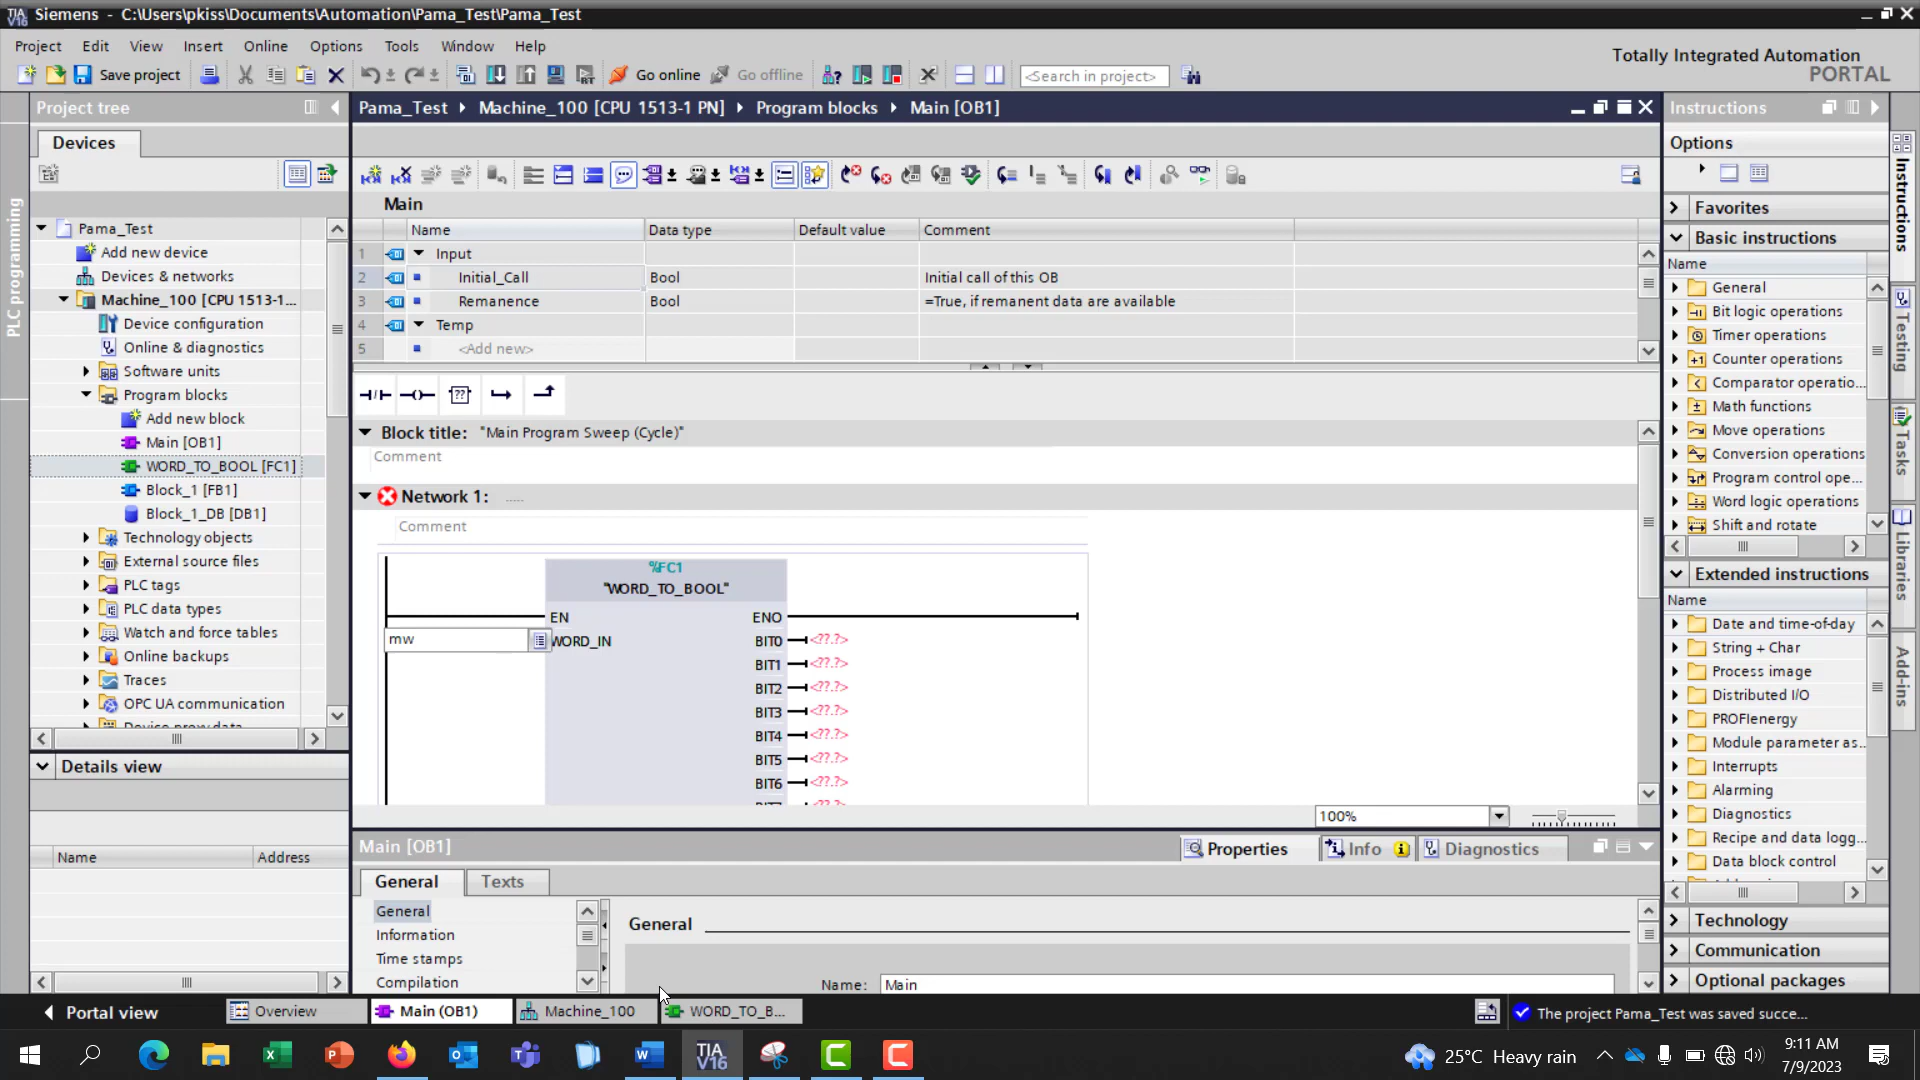 Siemens - C:\Users\pkiss\Documents\Automation\Pama_Test\Pama_Test
Project Edit View Insert Online Options Tools Window Help
Totally Integrated Automation
PORTAL
Save project
Go online
Go offline
<Search in project>
Project tree
Devices
PLC programming
Pama_Test
Add new device
Devices & networks
Machine_100 [CPU 1513-1...
Device configuration
Online & diagnostics
Software units
Program blocks
Add new block
Main [OB1]
WORD_TO_BOOL [FC1]
Block_1 [FB1]
Block_1_DB [DB1]
Technology objects
External source files
PLC tags
PLC data types
Watch and force tables
Online backups
Traces
OPC UA communication
Device proxy data
Details view
Name Address
Pama_Test Machine_100 [CPU 1513-1 PN] Program blocks Main [OB1]
Main
Name Data type Default value Comment
1 Input
2 Initial_Call Bool Initial call of this OB
3 Remanence Bool =True, if remanent data are available
4 Temp
5 <Add new>
Block title: "Main Program Sweep (Cycle)"
Comment
Network 1: .....
Comment
%FC1
"WORD_TO_BOOL"
EN ENO
mw WORD_IN BIT0 <??.?>
BIT1 <??.?>
BIT2 <??.?>
BIT3 <??.?>
BIT4 <??.?>
BIT5 <??.?>
BIT6 <??.?>
100%
Main [OB1]
Properties Info Diagnostics
General Texts
General
Information
Time stamps
Compilation
General
Name: Main
Instructions
Options
Favorites
Basic instructions
Name
General
Bit logic operations
Timer operations
Counter operations
Comparator operatio...
Math functions
Move operations
Conversion operations
Program control ope...
Word logic operations
Shift and rotate
Extended instructions
Name
Date and time-of-day
String + Char
Process image
Distributed I/O
PROFIenergy
Module parameter as...
Interrupts
Alarming
Diagnostics
Recipe and data logg...
Data block control
Technology
Communication
Optional packages
Instructions
Testing
Tasks
Libraries
Add-ins
Portal view Overview Main (OB1) Machine_100 WORD_TO_B...
The project Pama_Test was saved succe...
TIA
V16
25°C Heavy rain
9:11 AM
7/9/2023